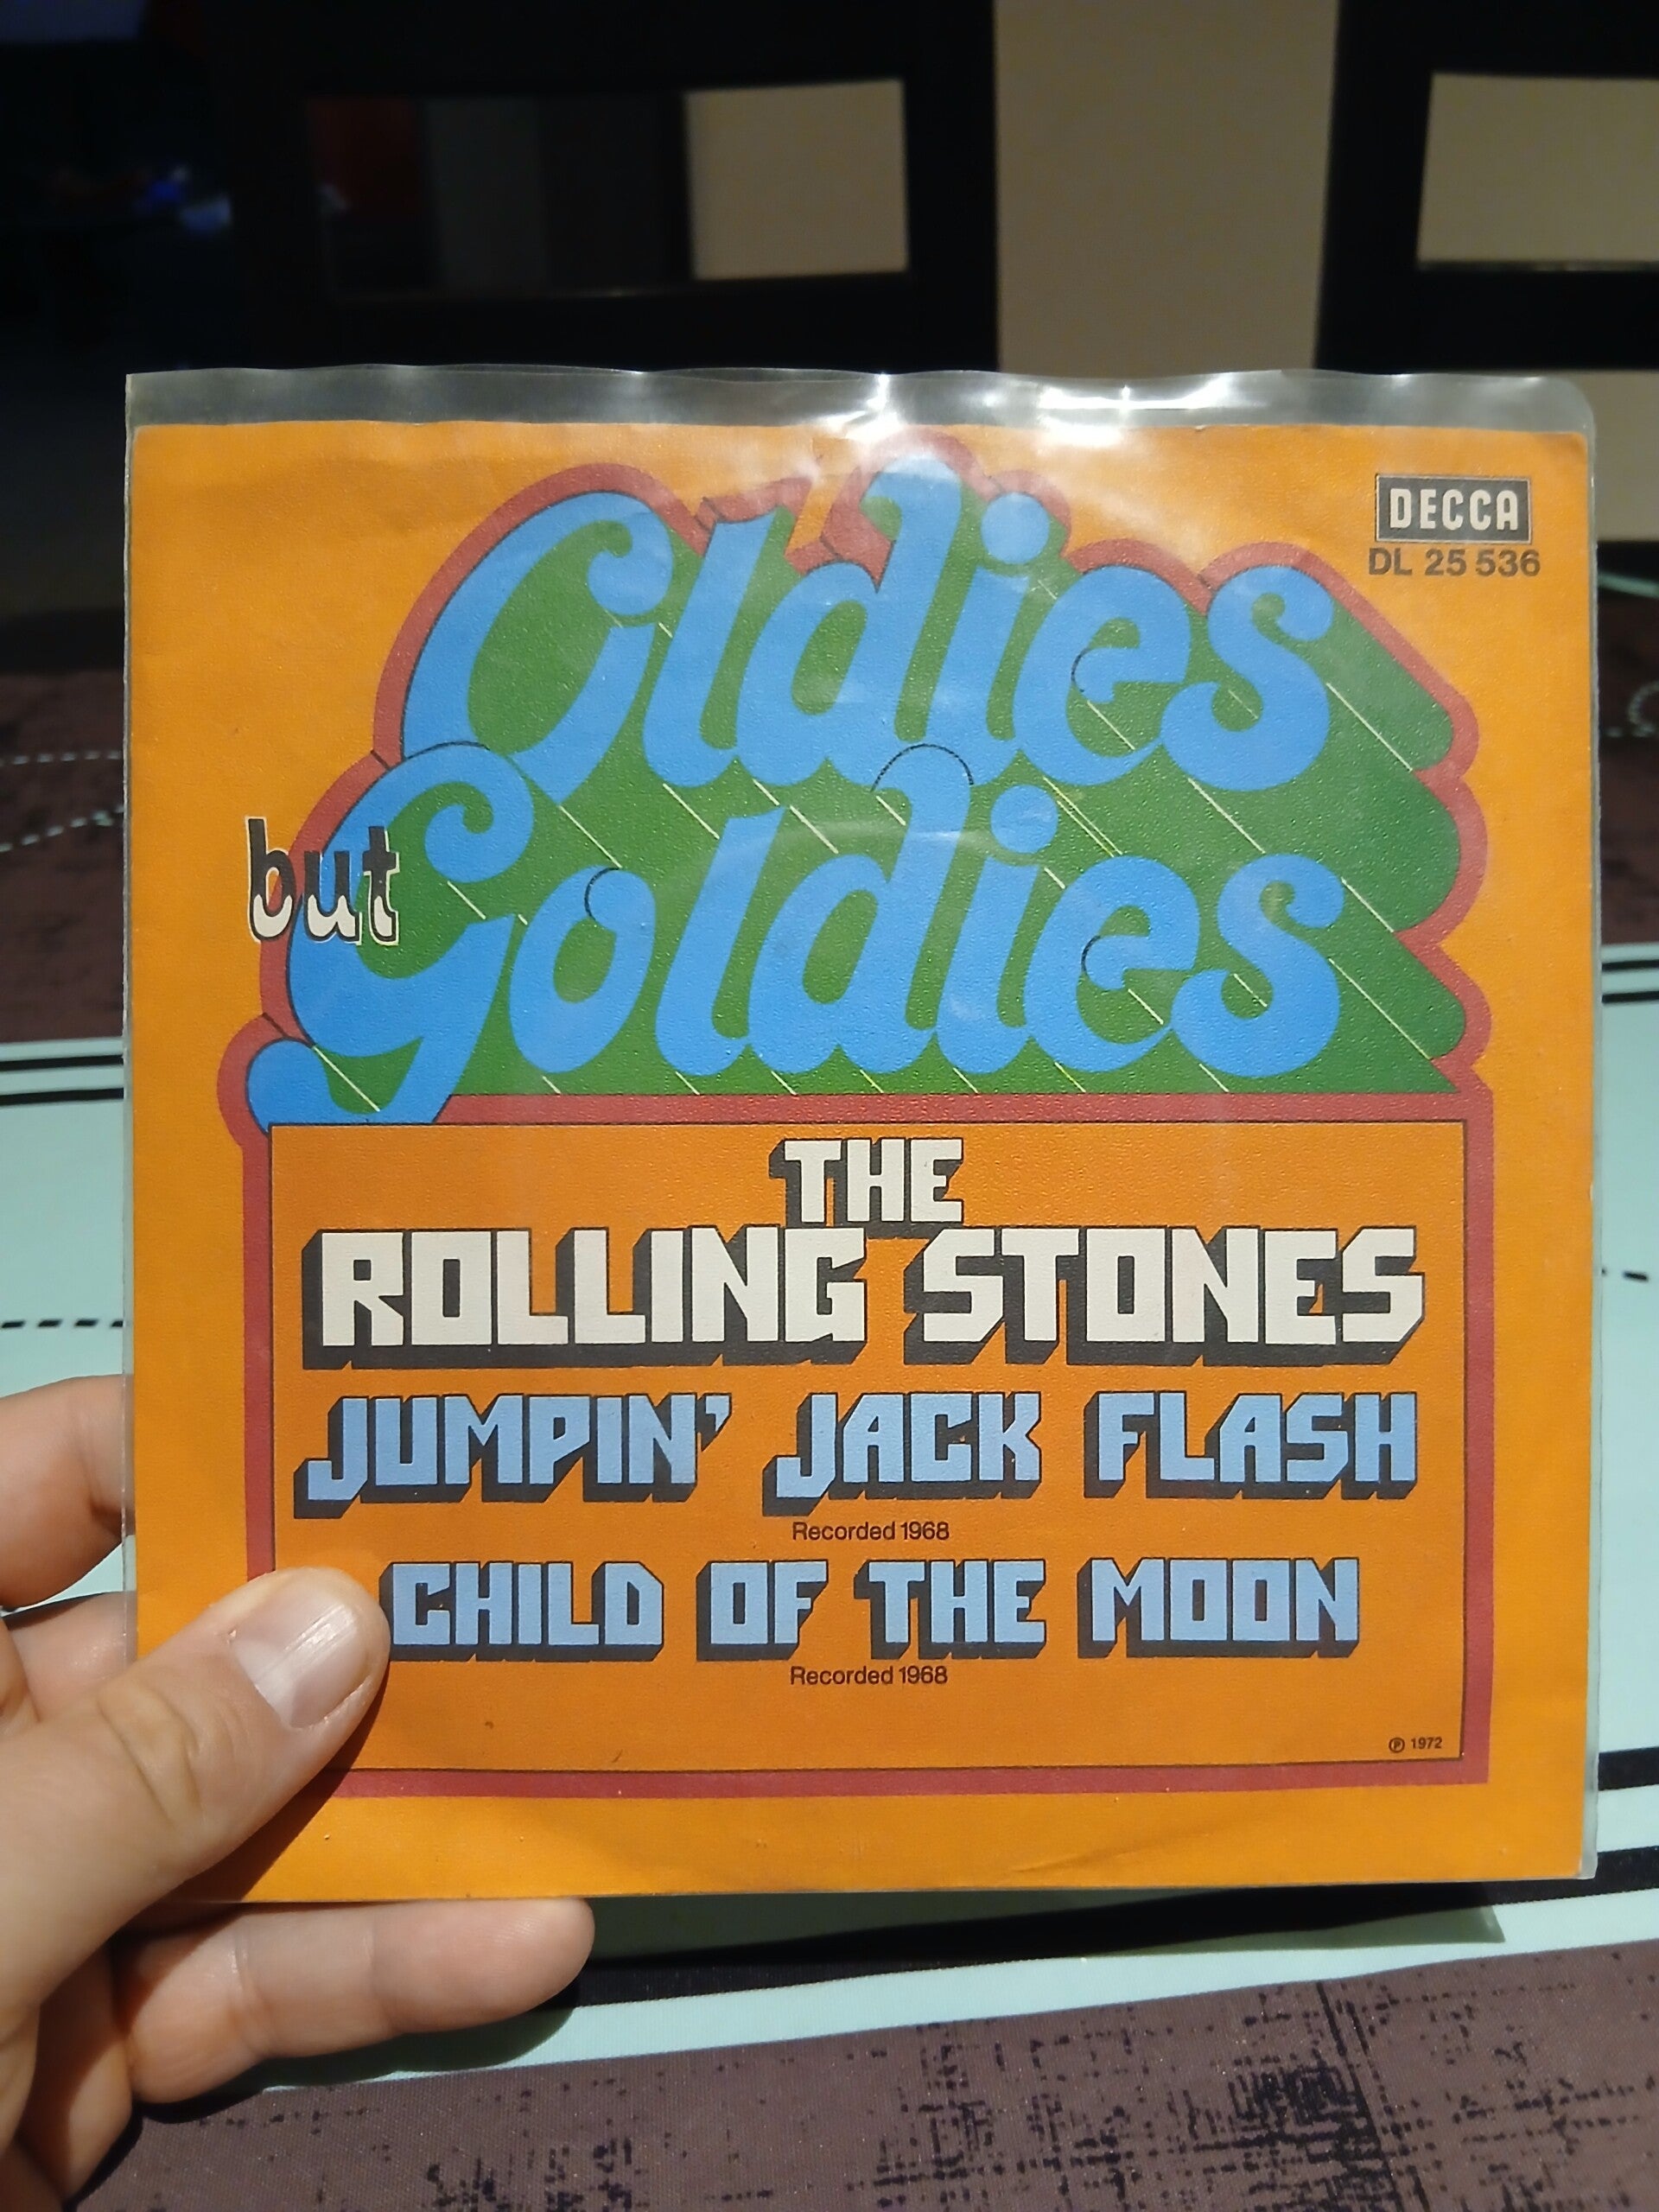 DECCA
DL 25 536
Oldies
but
Goldies
THE
ROLLING STONES
JUMPIN' JACK FLASH
Recorded 1968
CHILD OF THE MOON
Recorded 1968
℗ 1972